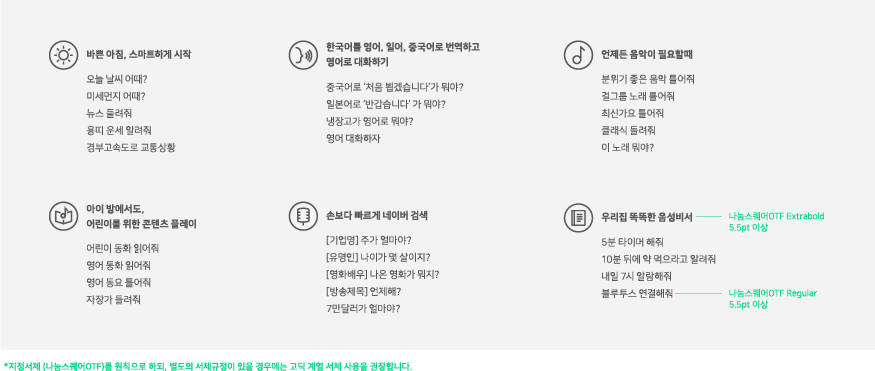 바쁜 아침, 스마트하게 시작
오늘 날씨 어때?
미세먼지 어때?
뉴스 들려줘
용띠 운세 알려줘
경부고속도로 교통상황
한국어를 영어, 일어, 중국어로 번역하고
영어로 대화하기
중국어로 '처음 뵙겠습니다'가 뭐야?
일본어로 '반갑습니다' 가 뭐야?
냉장고가 영어로 뭐야?
영어 대화하자
언제든 음악이 필요할때
분위기 좋은 음악 틀어줘
걸그룹 노래 틀어줘
최신가요 틀어줘
클래식 들려줘
이 노래 뭐야?
아이 방에서도,
어린이를 위한 콘텐츠 플레이
어린이 동화 읽어줘
영어 동화 읽어줘
영어 동요 틀어줘
자장가 들려줘
손보다 빠르게 네이버 검색
[기업명] 주가 얼마야?
[유명인] 나이가 몇 살이지?
[영화배우] 나온 영화가 뭐지?
[방송제목] 언제해?
7만달러가 얼마야?
우리집 똑똑한 음성비서
나눔스퀘어OTF Extrabold
5.5pt 이상
5분 타이머 해줘
10분 뒤에 약 먹으라고 알려줘
내일 7시 알람해줘
블루투스 연결해줘
나눔스퀘어OTF Regular
5.5pt 이상
*지정서체 (나눔스퀘어OTF)를 원칙으로 하되, 별도의 서체규정이 있을 경우에는 고딕 계열 서체 사용을 권장합니다.